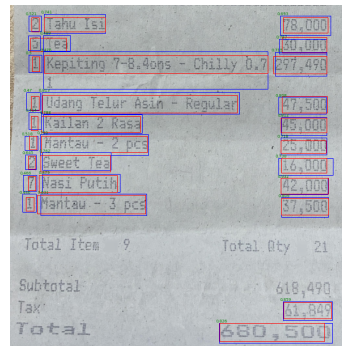 2 Tahu Isi 78,000
5 Tea 30,000
1 Kepiting 7-8.4ons - Chilly 0.7 297,490
1
1 Udang Telur Asin - Regular 47,500
1 Kailan 2 Rasa 45,000
1 Mantau - 2 pcs 25,000
2 Sweet Tea 16,000
7 Nasi Putih 42,000
1 Mantau - 3 pcs 37,500
Total Item 9 Total Qty 21
Subtotal 618,490
Tax 61,849
Total 680,500